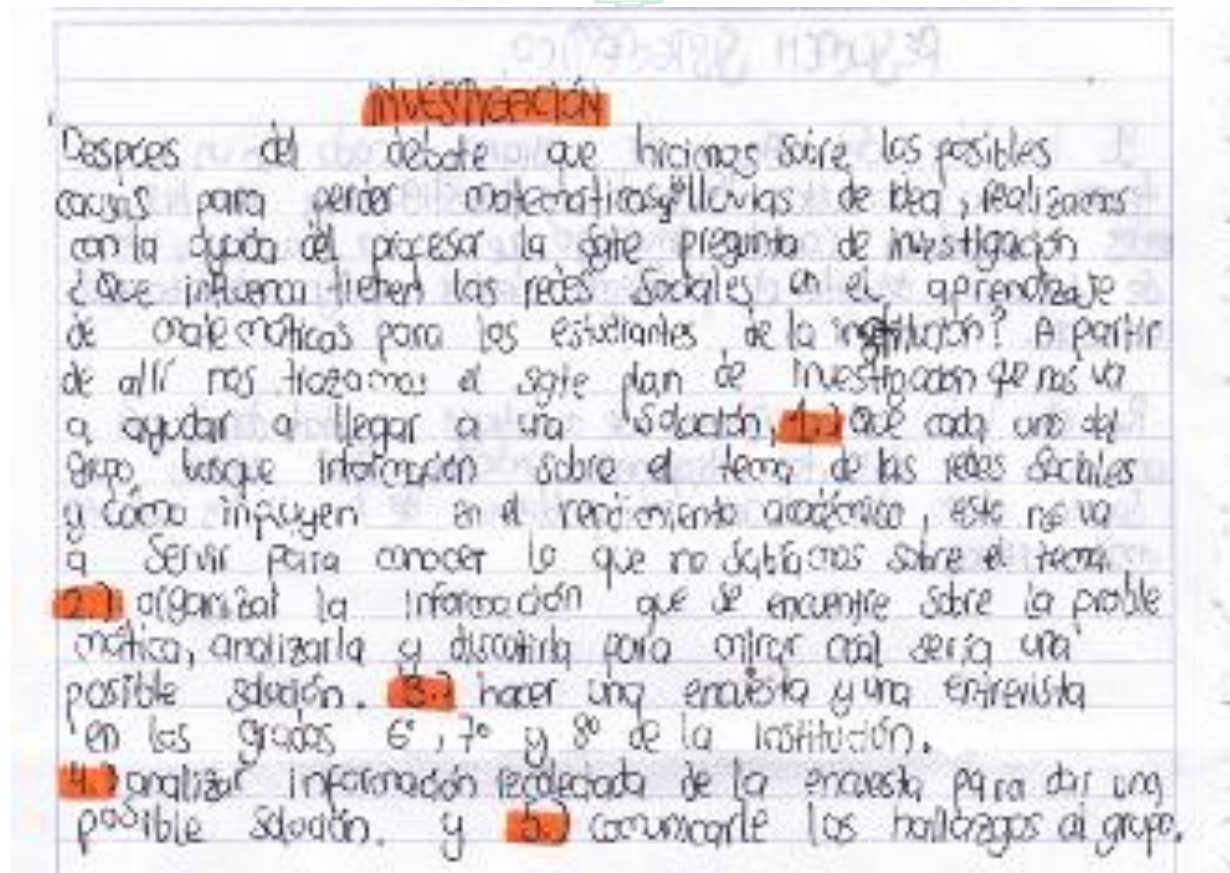 INVESTIGACIÓN
Despues del debate que hicimos sobre las posibles
causas para perder matematicas y lluvias de idea, realizamos
con la ayuda del profesor la sgte pregunta de investigación
¿Que influencia tienen las redes sociales en el aprendizaje
de matemáticas para los estudiantes de la institución? A partir
de allí nos trazamos el sgte plan de investigacion que nos va
a ayudar a llegar a una solución, 1.) Que cada uno del
grupo busque información sobre el tema de las redes sociales
y cómo influyen en el rendimiento académico, esto nos va
a servir para conocer lo que no sabíamos sobre el tema
2.) organizar la información que se encuentre sobre la proble
mática, analizarla y discutirla para mirar cual sería una
posible solución. 3.) hacer una encuesta y una entrevista
en los grados 6°, 7° y 8° de la institución.
4.) analizar información recolectada de la encuesta para dar una
posible solución. y 5.) comunicarle los hallazgos al grupo.